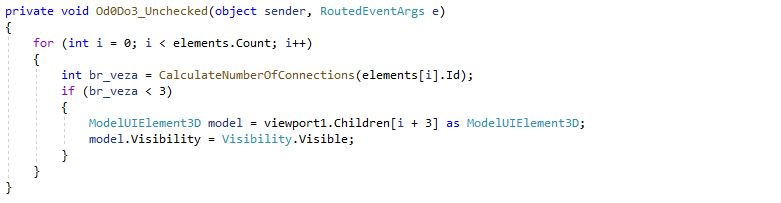 private void Od0Do3_Unchecked(object sender, RoutedEventArgs e)
{
    for (int i = 0; i < elements.Count; i++)
    {
        int br_veza = CalculateNumberOfConnections(elements[i].Id);
        if (br_veza < 3)
        {
            ModelUIElement3D model = viewport1.Children[i + 3] as ModelUIElement3D;
            model.Visibility = Visibility.Visible;
        }
    }
}